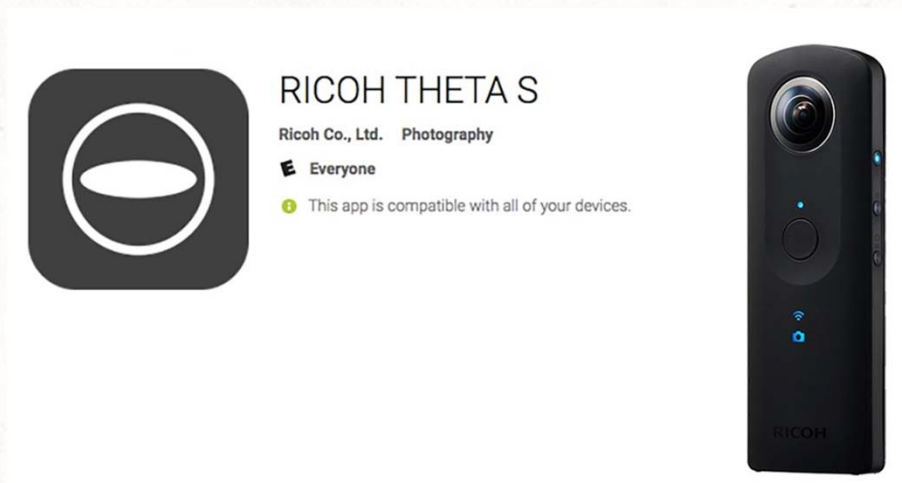 RICOH THETA S
Ricoh Co., Ltd. Photography
E Everyone
This app is compatible with all of your devices.
RICOH